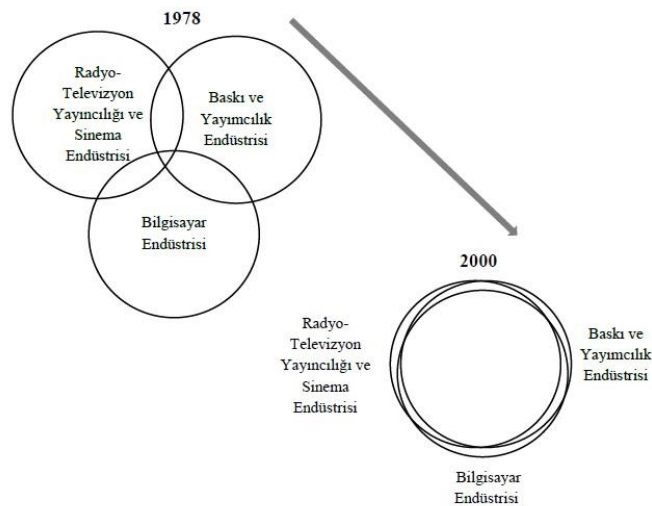 1978
Radyo-
Televizyon
Yayıncılığı ve
Sinema
Endüstrisi
Baskı ve
Yayımcılık
Endüstrisi
Bilgisayar
Endüstrisi
2000
Radyo-
Televizyon
Yayıncılığı ve
Sinema
Endüstrisi
Baskı ve
Yayımcılık
Endüstrisi
Bilgisayar
Endüstrisi